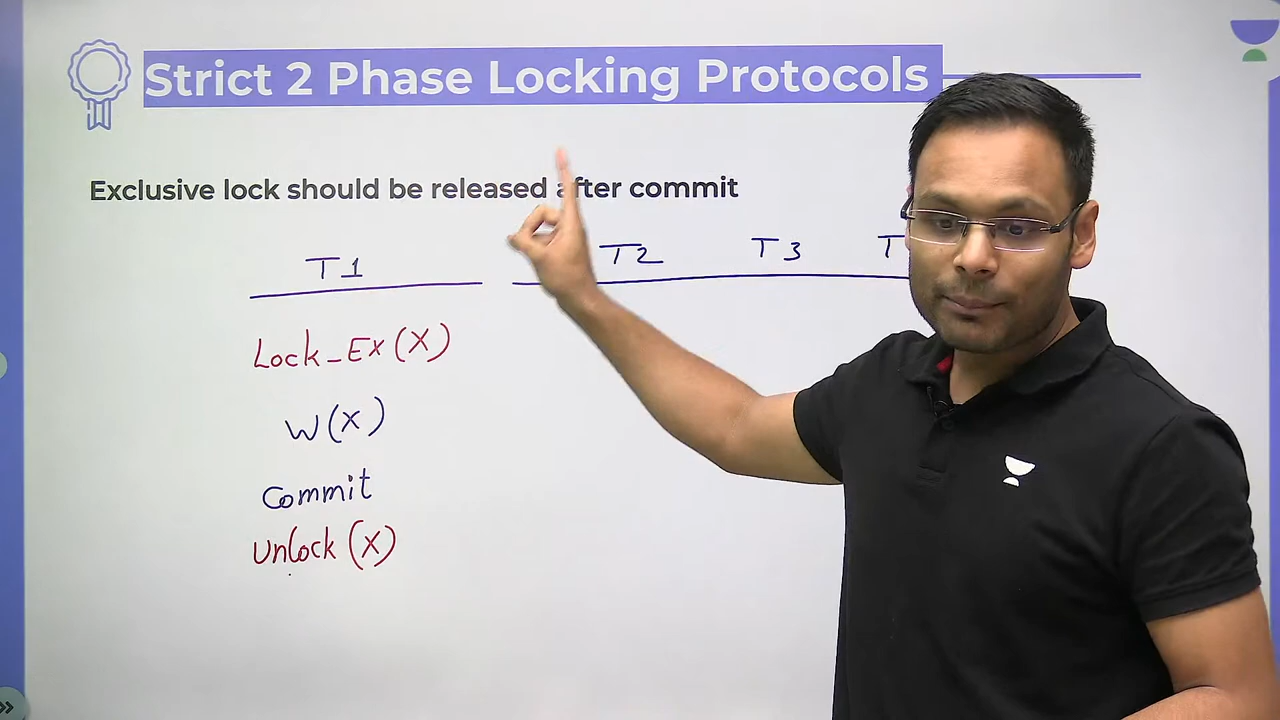 Strict 2 Phase Locking Protocols
Exclusive lock should be released after commit
T1 T2 T3 T
Lock_Ex(X)
W(X)
Commit
Unlock(X)